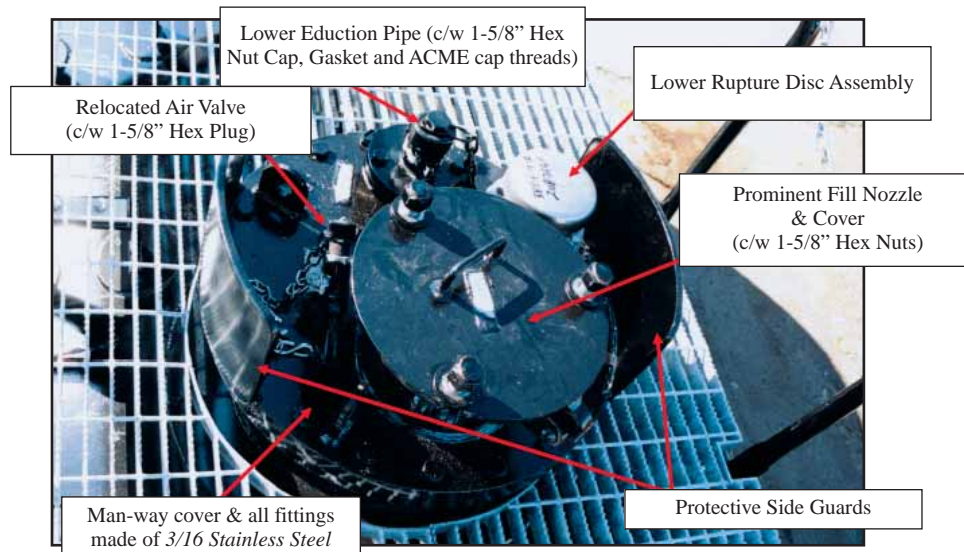 Lower Eduction Pipe (c/w 1-5/8” Hex
Nut Cap, Gasket and ACME cap threads)
Lower Rupture Disc Assembly
Relocated Air Valve
(c/w 1-5/8” Hex Plug)
Prominent Fill Nozzle
& Cover
(c/w 1-5/8” Hex Nuts)
Man-way cover & all fittings
made of 3/16 Stainless Steel
Protective Side Guards